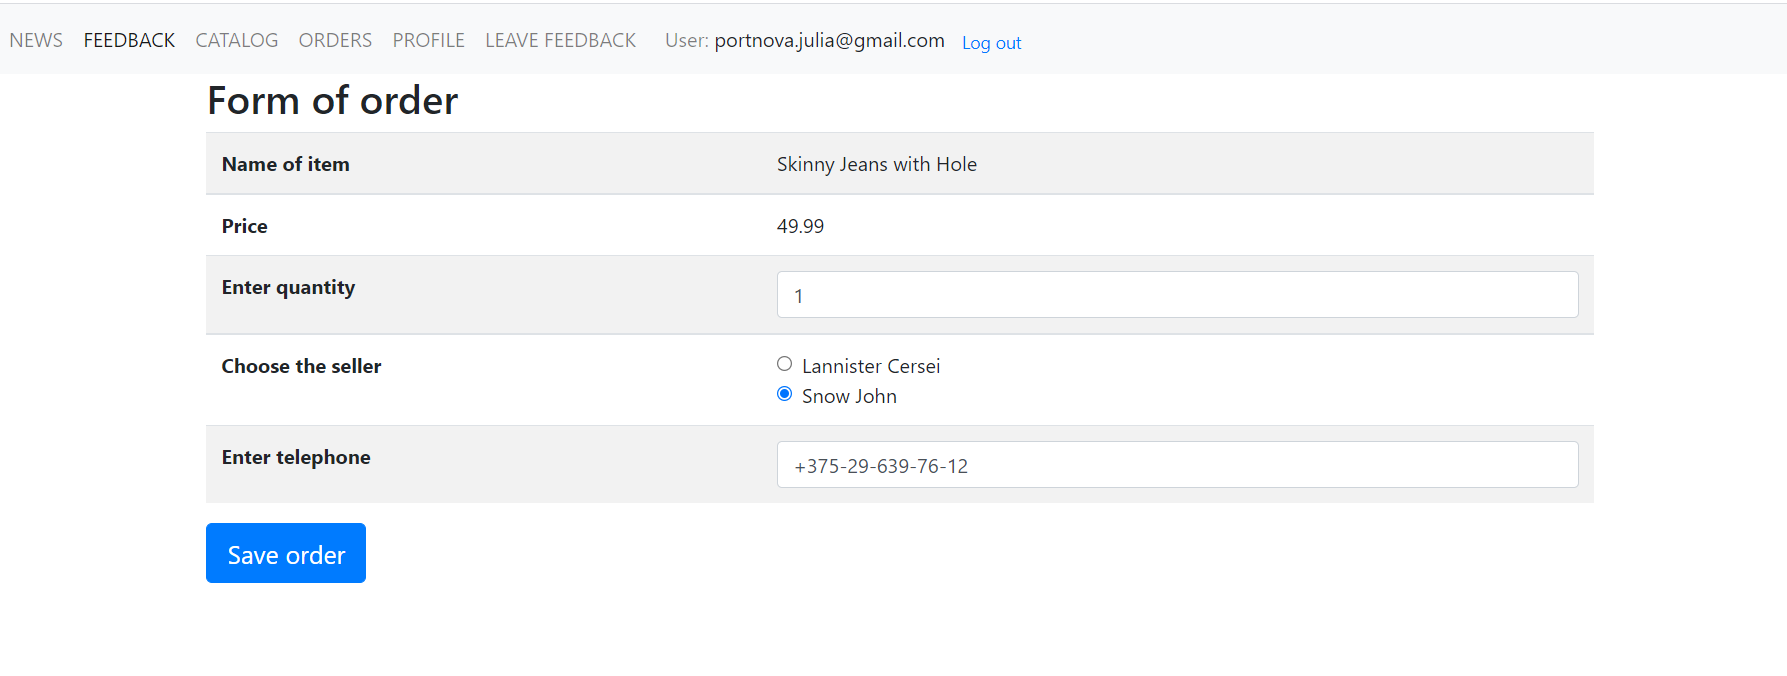 NEWS FEEDBACK CATALOG ORDERS PROFILE LEAVE FEEDBACK User: portnova.julia@gmail.com Log out
Form of order
Name of item Skinny Jeans with Hole
Price 49.99
Enter quantity 1
Choose the seller Lannister Cersei
Snow John
Enter telephone +375-29-639-76-12
Save order